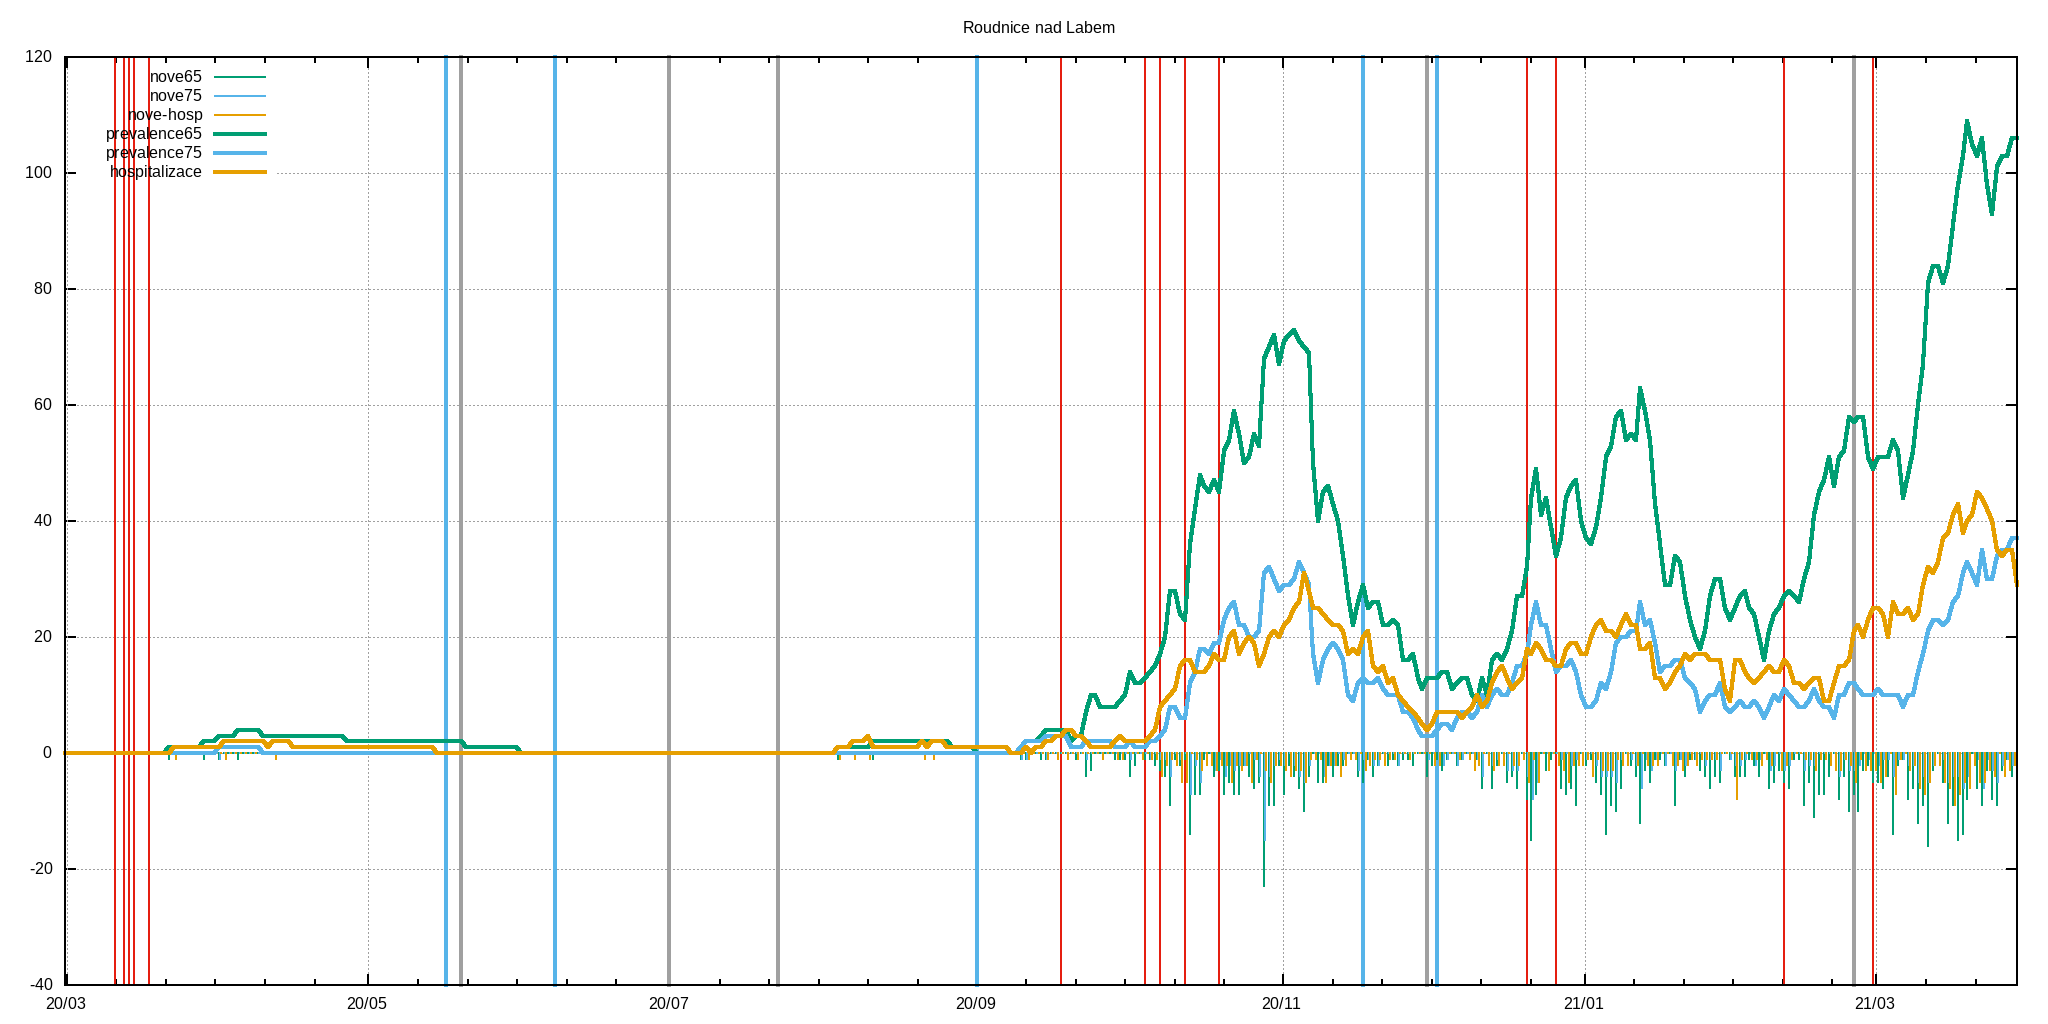 Roudnice nad Labem
120
100
80
60
40
20
0
-20
-40
nove65
nove75
nove-hosp
prevalence65
prevalence75
hospitalizace
20/03 20/05 20/07 20/09 20/11 21/01 21/03